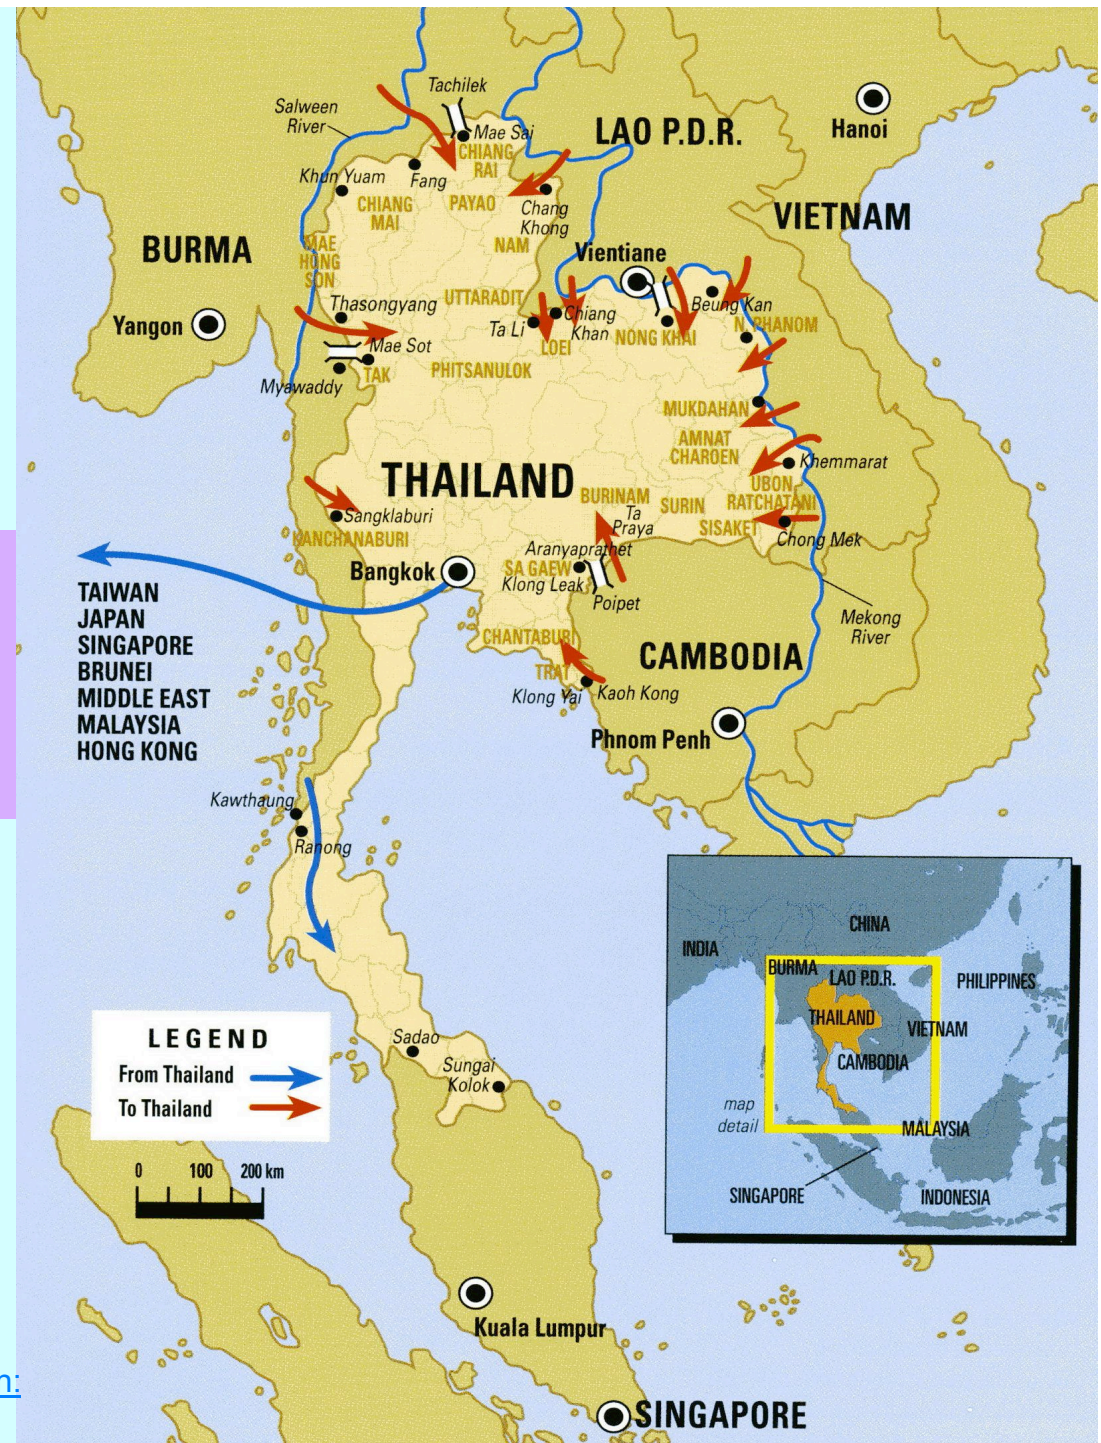 Tachilek
Salween
River
Mae Sai
LAO P.D.R.
Hanoi
CHIANG
RAI
Khun Yuam
Fang
CHIANG
MAI
PAYAO
Chang
Khong
VIETNAM
BURMA
MAE
HONG
SON
NAM
Vientiane
UTTARADIT
Beung Kan
Thasongyang
Yangon
Ta Li
Chiang
Khan
N. PHANOM
NONG KHAI
Mae Sot
LOEI
Myawaddy
TAK
PHITSANULOK
MUKDAHAN
AMNAT
CHAROEN
THAILAND
Khemmarat
UBON
RATCHATANI
BURINAM
SURIN
Ta
Praya
SISAKET
Sangklaburi
KANCHANABURI
Chong Mek
Aranyaprathet
Bangkok
SA GAEW
Klong Leak
Poipet
TAIWAN
JAPAN
SINGAPORE
BRUNEI
MIDDLE EAST
MALAYSIA
HONG KONG
Mekong
River
CHANTABURI
CAMBODIA
TRAT
Klong Yai
Kaoh Kong
Phnom Penh
Kawthaung
Ranong
CHINA
INDIA
BURMA
LAO P.D.R.
PHILIPPINES
THAILAND
VIETNAM
CAMBODIA
map
detail
MALAYSIA
SINGAPORE
INDONESIA
LEGEND
From Thailand
To Thailand
Sadao
Sungai
Kolok
0 100 200 km
Kuala Lumpur
n:
SINGAPORE